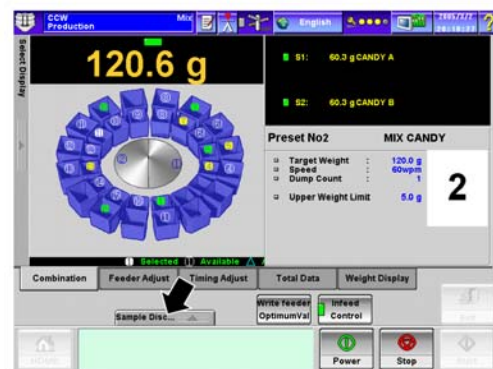 CCW
Production
Mix
English
Select Display
120.6 g
S1: 60.3 g CANDY A
S2: 60.3 g CANDY B
Preset No2 MIX CANDY
Target Weight : 120.0 g
Speed : 60wpm
Dump Count : 1
Upper Weight Limit 5.0 g
2
Selected Available
Combination Feeder Adjust Timing Adjust Total Data Weight Display
Sample Disc...
Write feeder
OptimumVal
Infeed
Control
Exit
HOME
Power
Stop